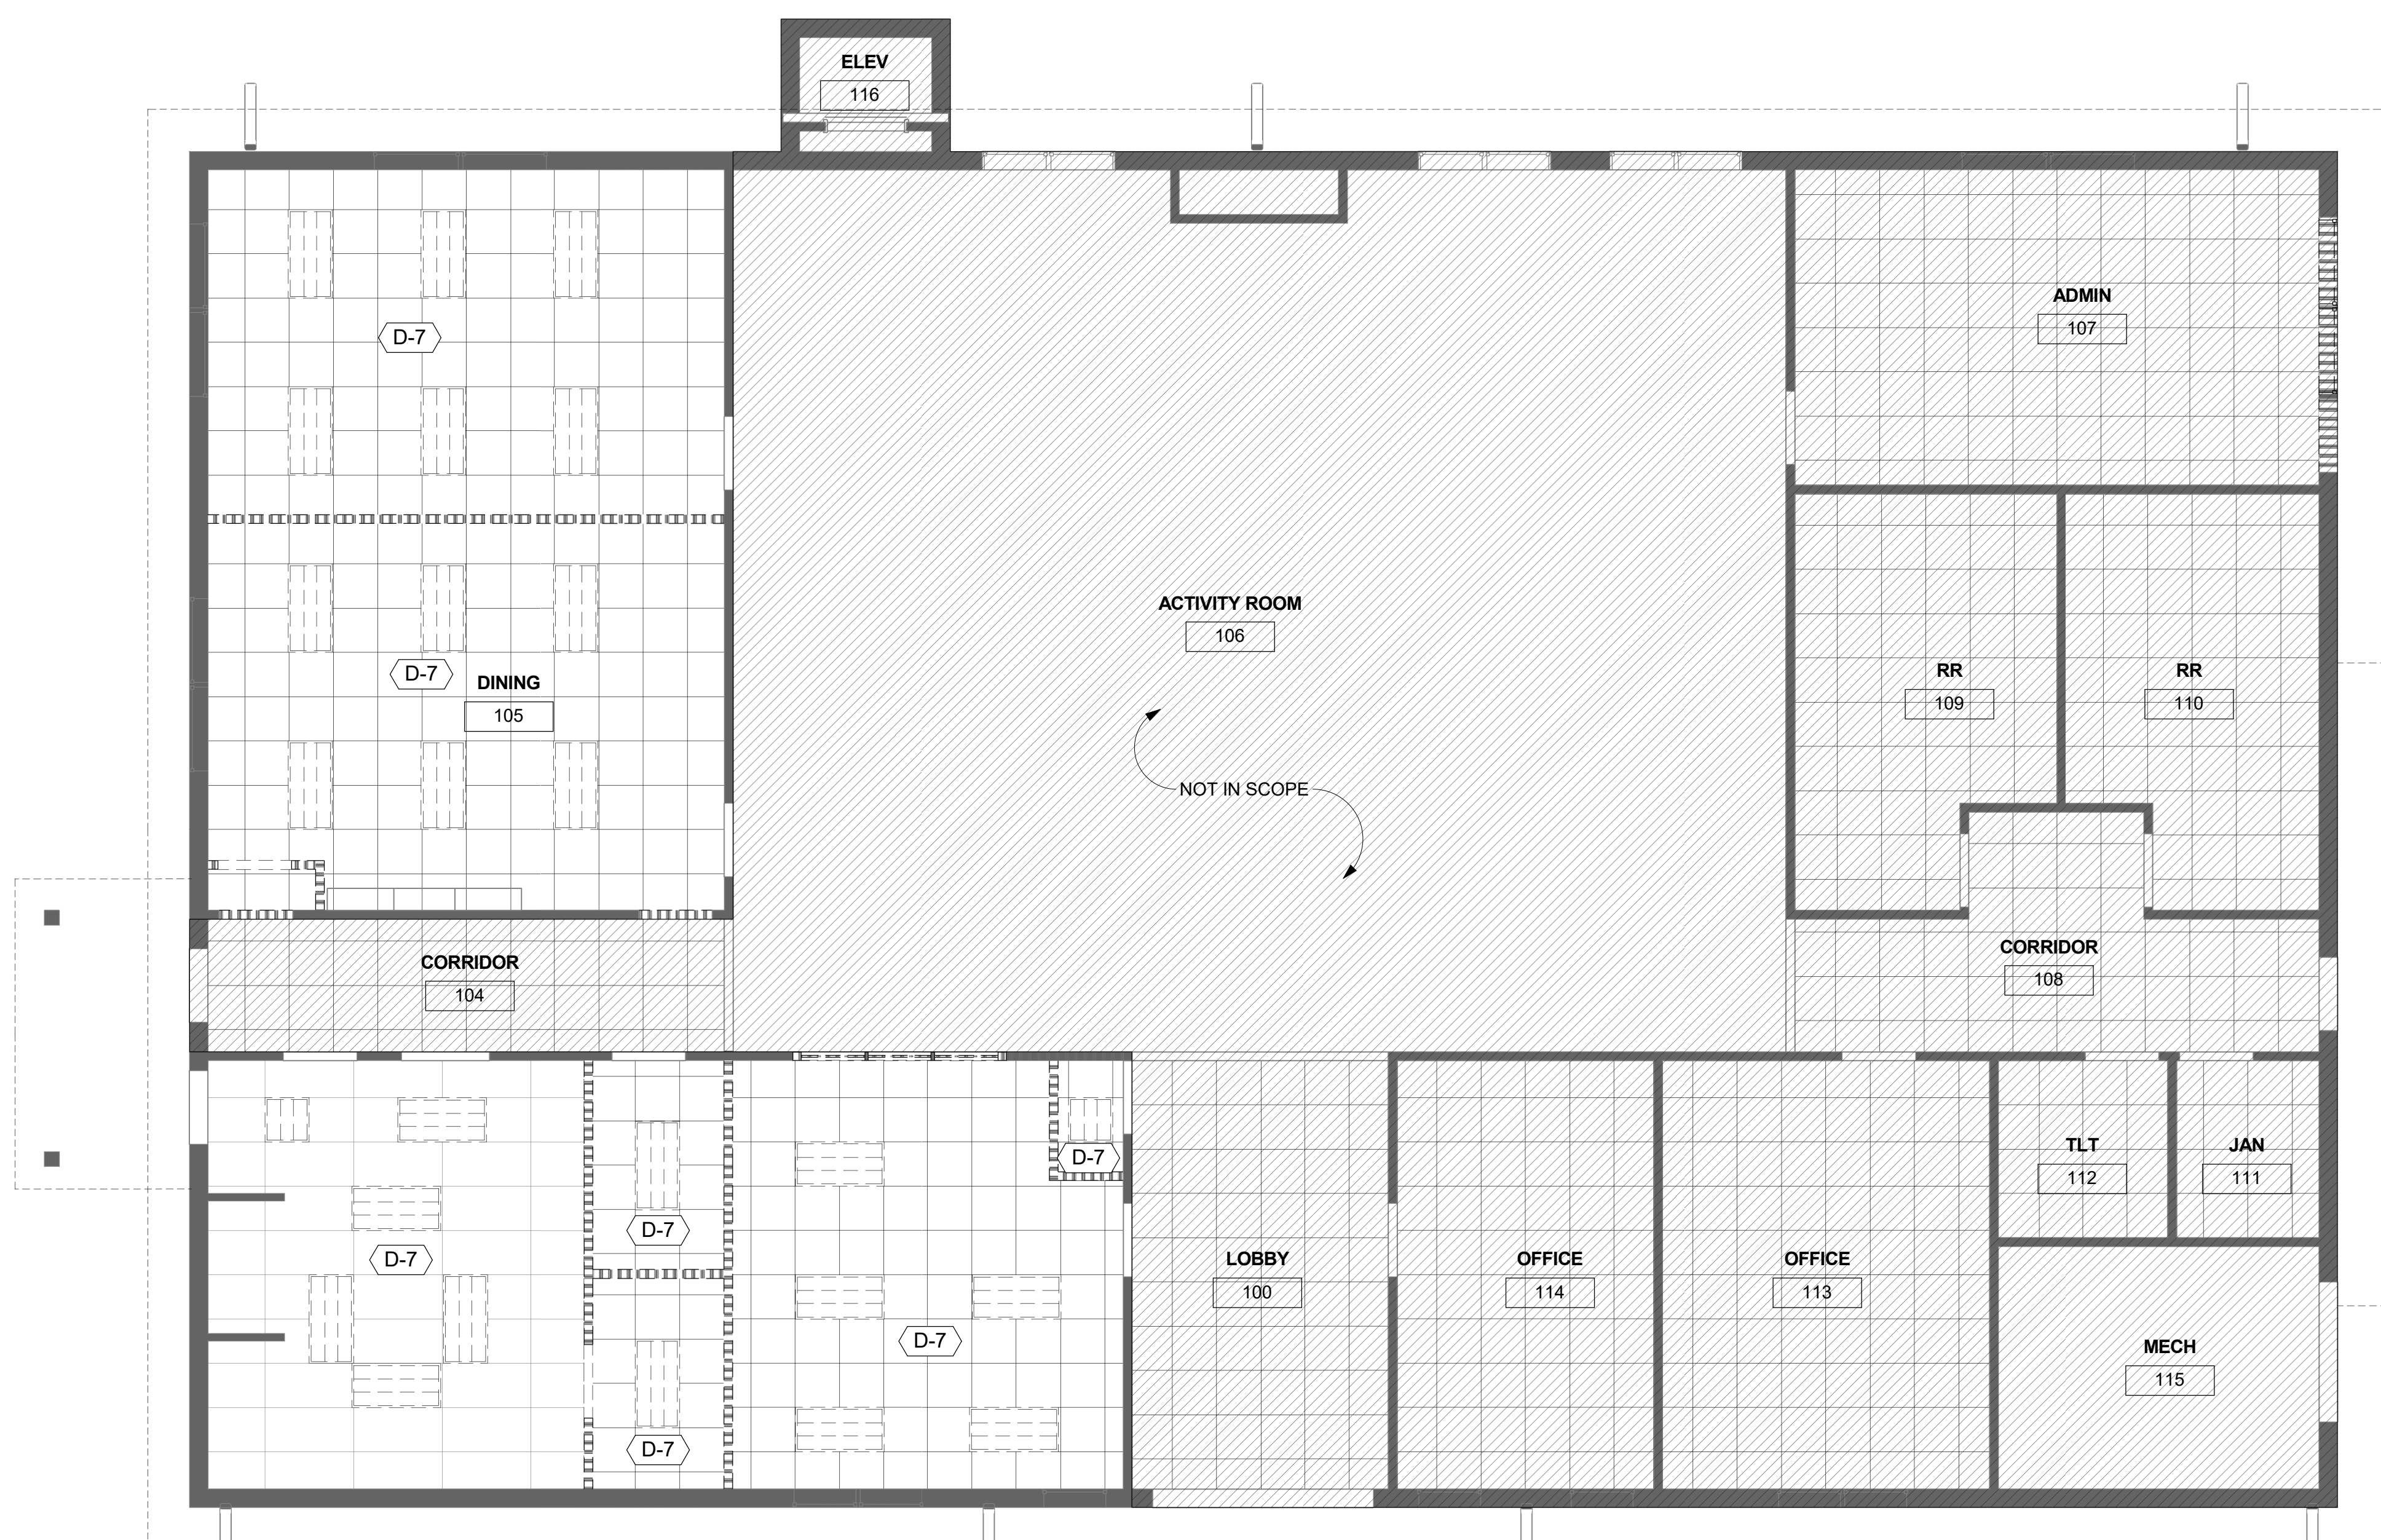 ELEV
116
ADMIN
107
D-7
ACTIVITY ROOM
106
D-7
DINING
105
RR
109
RR
110
NOT IN SCOPE
CORRIDOR
104
CORRIDOR
108
D-7
TLT
112
JAN
111
D-7
D-7
LOBBY
100
OFFICE
114
OFFICE
113
D-7
MECH
115
D-7